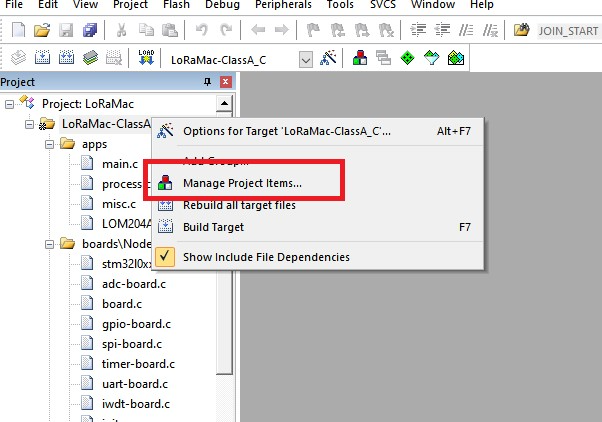 File Edit View Project Flash Debug Peripherals Tools SVCS Window Help
JOIN_START
LOAD
LoRaMac-ClassA_C
Project
Project: LoRaMac
LoRaMac-ClassA
Options for Target 'LoRaMac-ClassA_C'... Alt+F7
apps
Add Group...
main.c
process.c
Manage Project Items...
misc.c
Rebuild all target files
LOM204A
Build Target F7
boards\Node
stm32l0xx
Show Include File Dependencies
adc-board.c
board.c
gpio-board.c
spi-board.c
timer-board.c
uart-board.c
iwdt-board.c